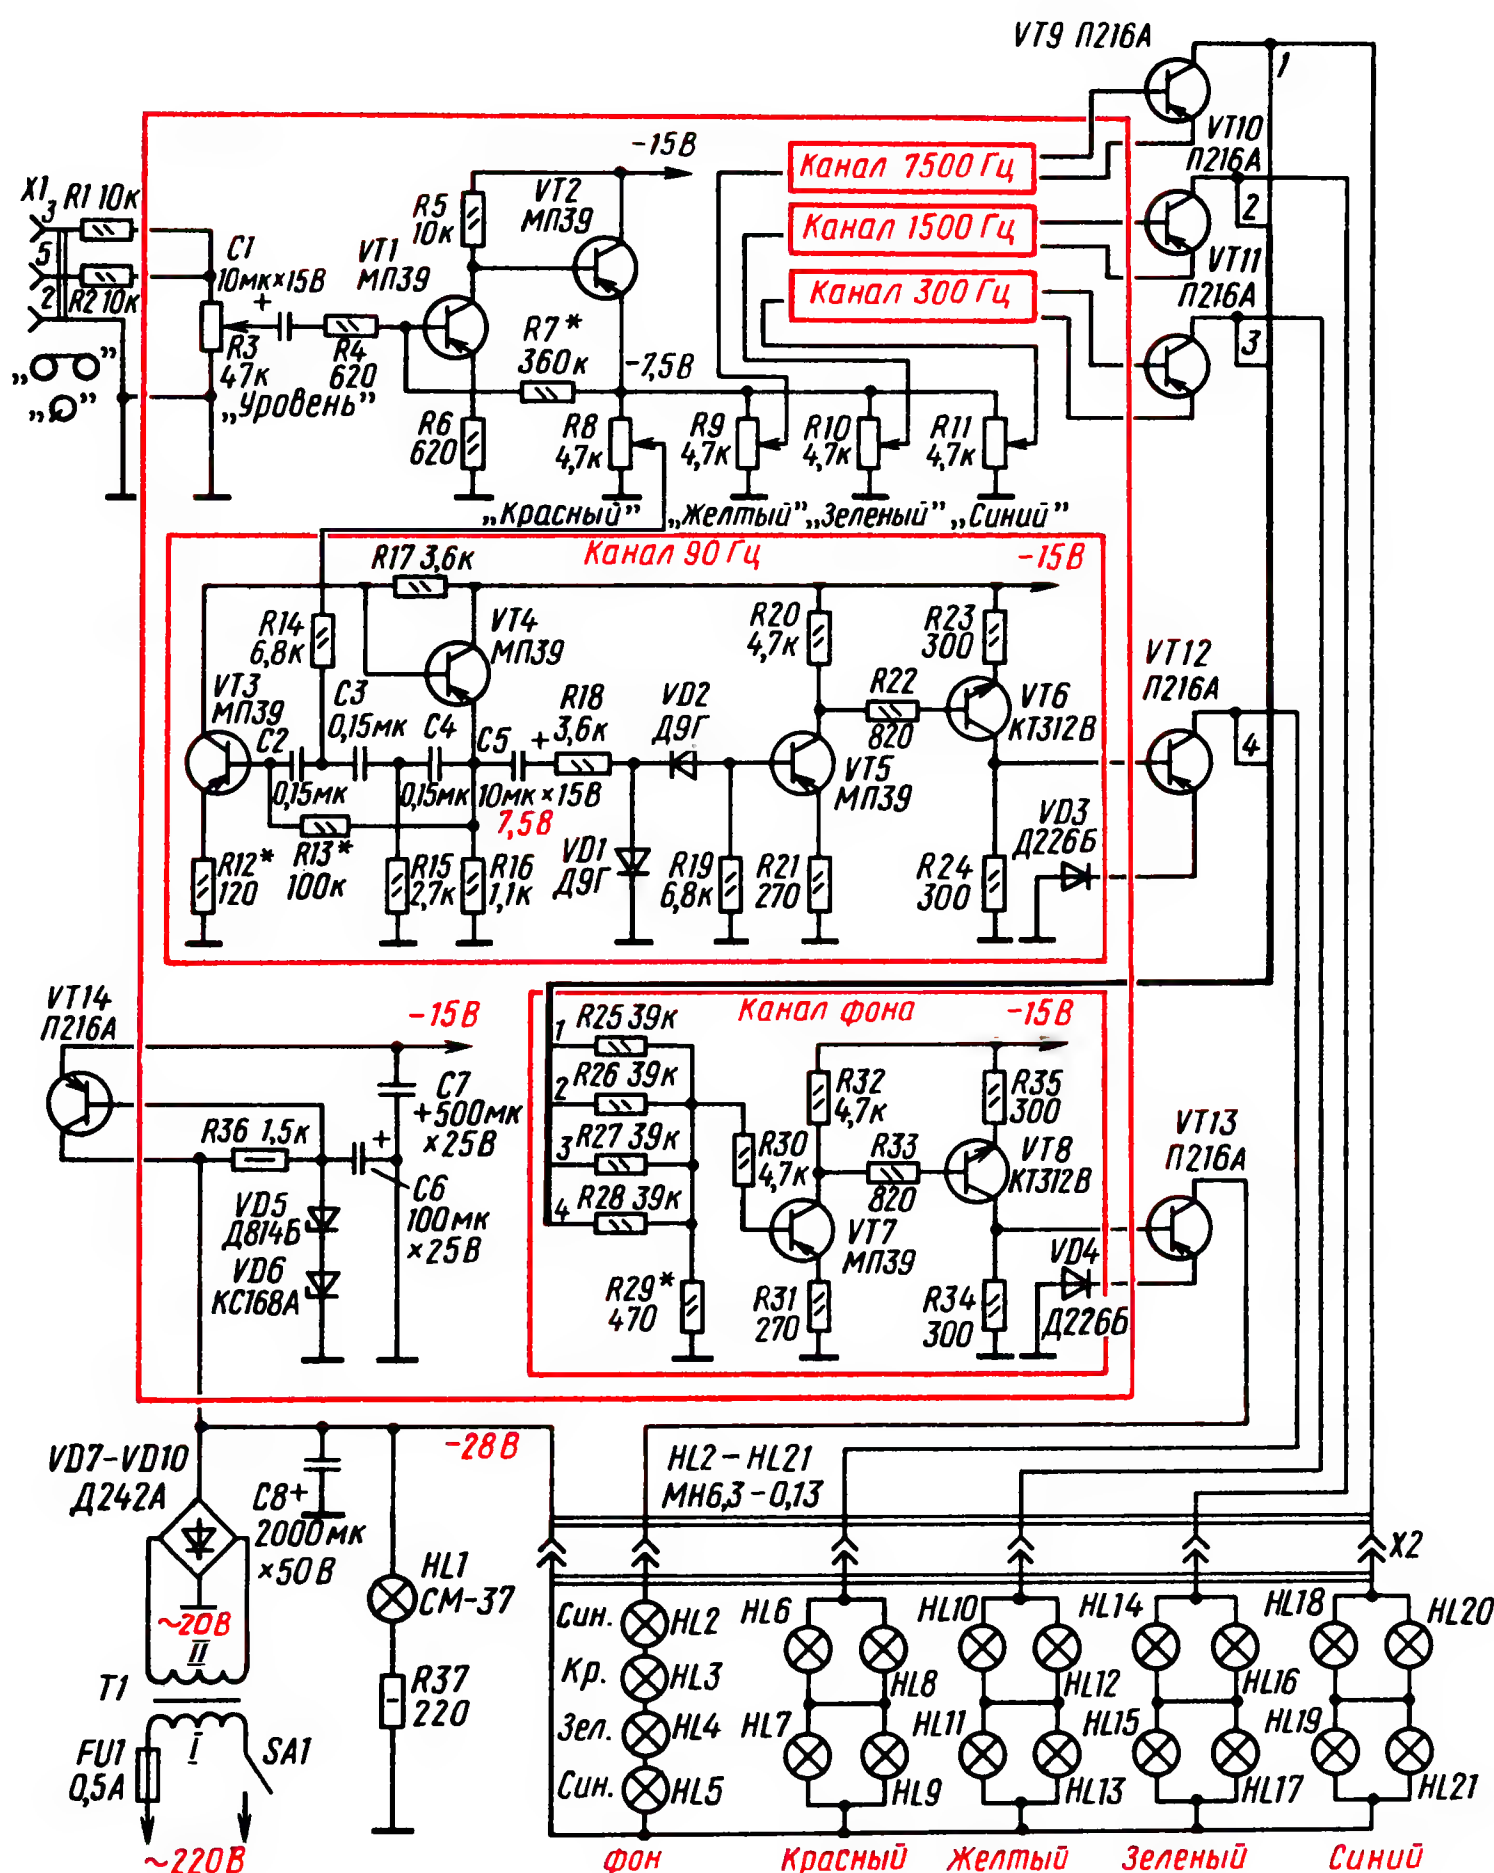 VT9 П216А
1
-15В
VT10
П216А
Канал 7500 Гц
X1
3
R1 10к
R5
10к
VT2
МП39
2
5
C1
10мк×15В
VT1
МП39
Канал 1500 Гц
VT11
П216А
2
R2 10к
Канал 300 Гц
R3
47к
„Уровень”
R4
620
R7*
360к
-7,5В
3
„ ”
„ ”
R6
620
R8
4,7к
R9
4,7к
R10
4,7к
R11
4,7к
„Красный”
„Желтый”
„Зеленый”
„Синий”
Канал 90 Гц
-15В
R17 3,6к
R14
6,8к
VT4
МП39
R20
4,7к
R23
300
VT12
П216А
VT3
МП39
C3
0,15мк
R18
3,6к
VD2
Д9Г
R22
820
VT6
КТ312В
C2
0,15мк
C4
0,15мк
C5
+
10мк×15В
7,5В
VT5
МП39
4
VD3
Д226Б
R12*
120
R13*
100к
R15
2,7к
R16
1,1к
VD1
Д9Г
R19
6,8к
R21
270
R24
300
VT14
П216А
-15В
Канал фона
-15В
1
R25 39к
C7
+500мк
×25В
2
R26 39к
R32
4,7к
R35
300
R36 1,5к
+
3
R27 39к
R30
4,7к
R33
820
VT8
КТ312В
VT13
П216А
C6
100мк
×25В
4
R28 39к
VD5
Д814Б
VT7
МП39
VD4
Д226Б
VD6
КС168А
R29*
470
R31
270
R34
300
-28В
VD7-VD10
Д242А
HL2-HL21
МН6,3-0,13
C8+
2000мк
×50В
X2
HL1
СМ-37
~20В
II
Син.
HL2
HL6
HL10
HL14
HL18
HL20
T1
R37
220
Кр.
HL3
HL8
HL12
HL16
Зел.
HL4
HL7
HL11
HL15
HL19
FU1
0,5А
I
SA1
Син.
HL5
HL9
HL13
HL17
HL21
~220В
фон
Красный
Желтый
Зеленый
Синий